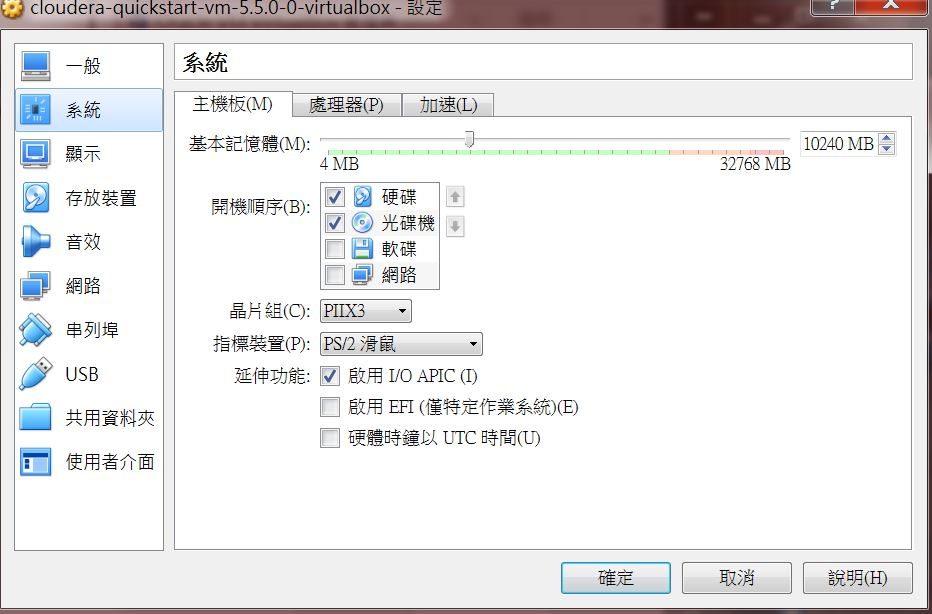 cloudera-quickstart-vm-5.5.0-0-virtualbox - 設定
?
X
一般
系統
顯示
存放裝置
音效
網路
串列埠
USB
共用資料夾
使用者介面
系統
主機板(M) 處理器(P) 加速(L)
基本記憶體(M): 10240 MB
4 MB 32768 MB
開機順序(B): 硬碟
光碟機
軟碟
網路
晶片組(C): PIIX3
指標裝置(P): PS/2 滑鼠
延伸功能: 啟用 I/O APIC (I)
啟用 EFI (僅特定作業系統)(E)
硬體時鐘以 UTC 時間(U)
確定 取消 說明(H)